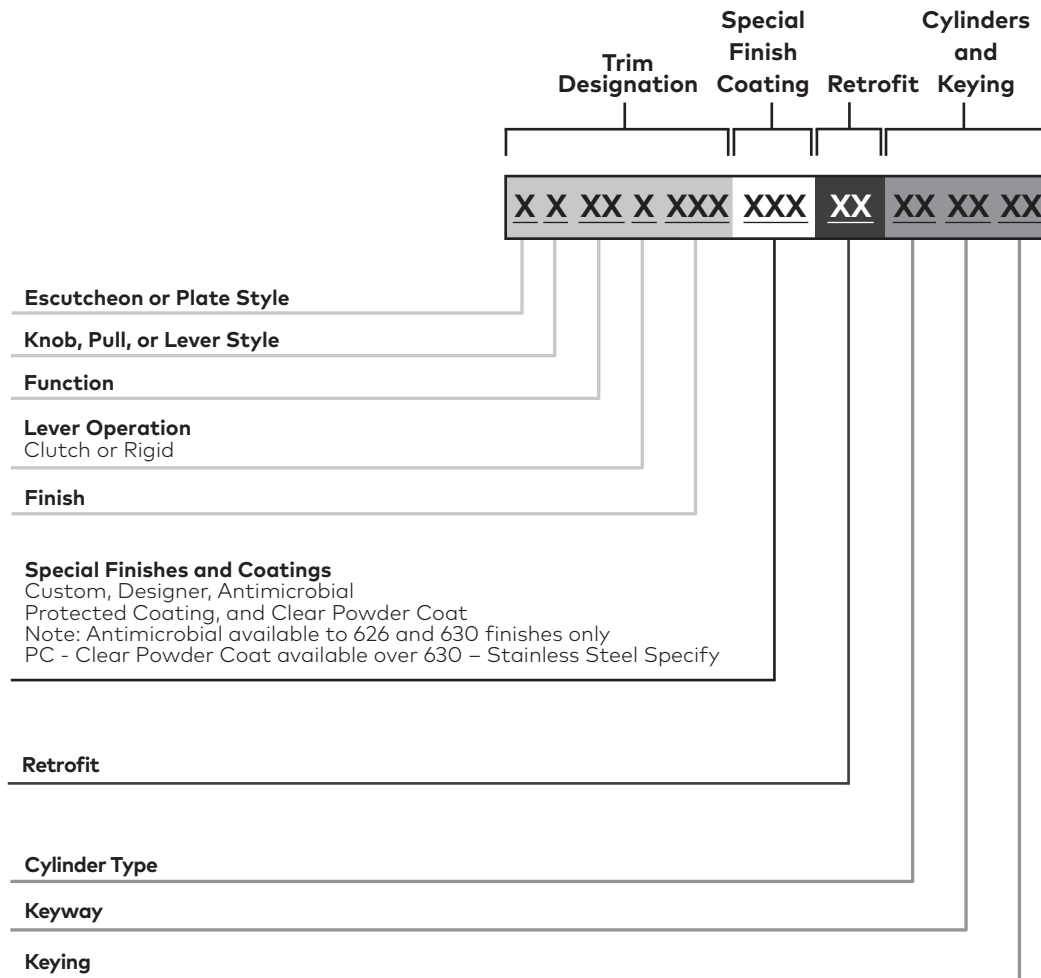 Trim
Designation
Special
Finish
Coating
Retrofit
Cylinders
and
Keying
X X XX X XXX XXX XX XX XX XX
Escutcheon or Plate Style
Knob, Pull, or Lever Style
Function
Lever Operation
Clutch or Rigid
Finish
Special Finishes and Coatings
Custom, Designer, Antimicrobial
Protected Coating, and Clear Powder Coat
Note: Antimicrobial available to 626 and 630 finishes only
PC - Clear Powder Coat available over 630 – Stainless Steel Specify
Retrofit
Cylinder Type
Keyway
Keying